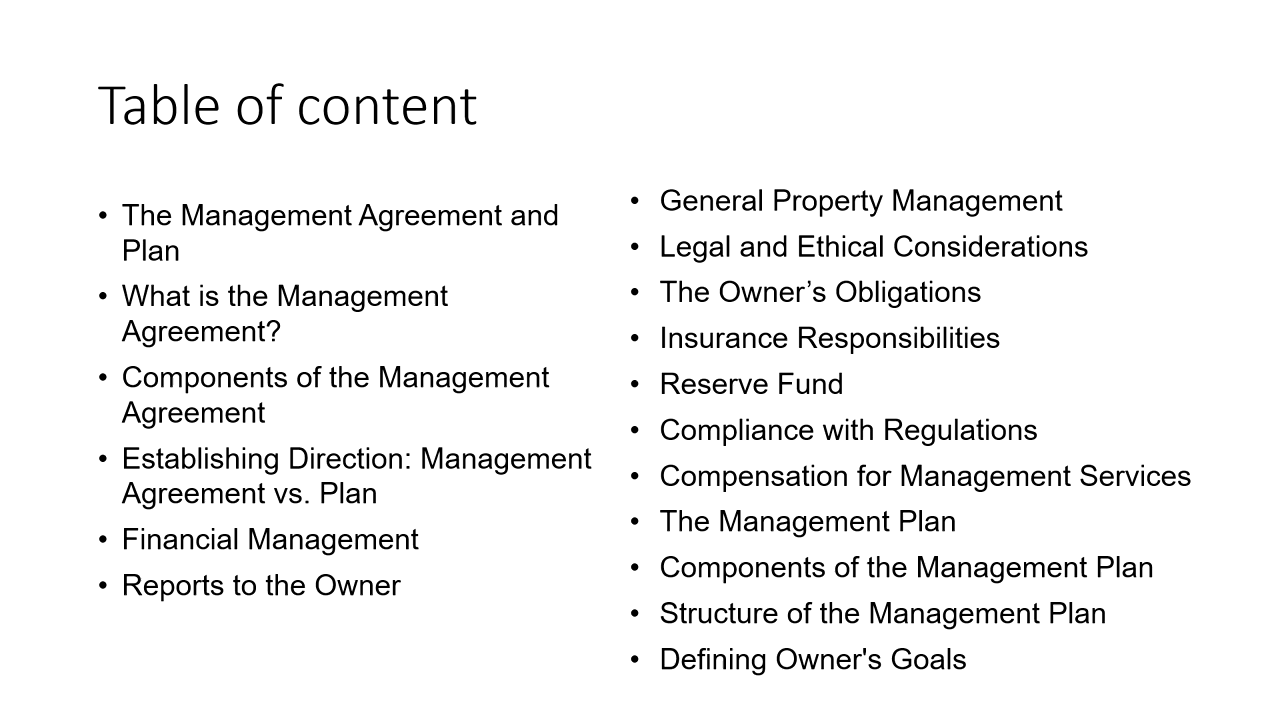 Table of content
• The Management Agreement and
Plan
• What is the Management
Agreement?
• Components of the Management
Agreement
• Establishing Direction: Management
Agreement vs. Plan
• Financial Management
• Reports to the Owner
• General Property Management
• Legal and Ethical Considerations
• The Owner’s Obligations
• Insurance Responsibilities
• Reserve Fund
• Compliance with Regulations
• Compensation for Management Services
• The Management Plan
• Components of the Management Plan
• Structure of the Management Plan
• Defining Owner's Goals